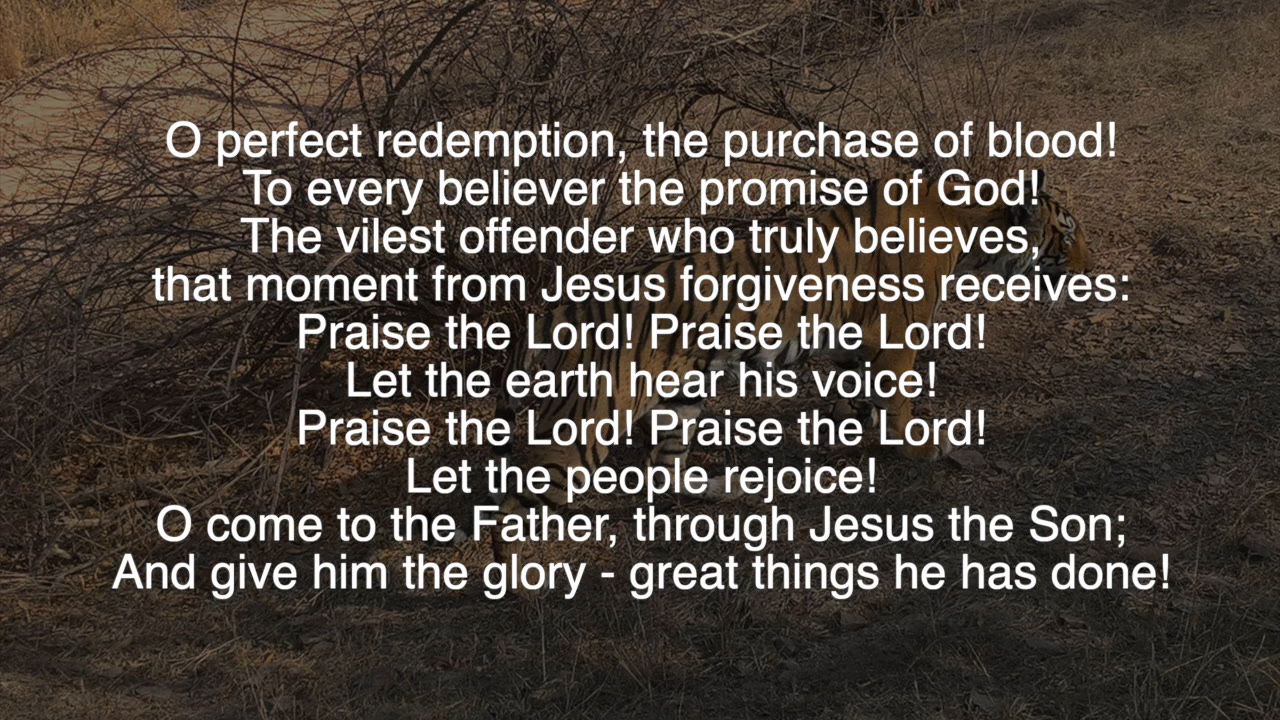 O perfect redemption, the purchase of blood!
To every believer the promise of God!
The vilest offender who truly believes,
that moment from Jesus forgiveness receives:
Praise the Lord! Praise the Lord!
Let the earth hear his voice!
Praise the Lord! Praise the Lord!
Let the people rejoice!
O come to the Father, through Jesus the Son;
And give him the glory - great things he has done!